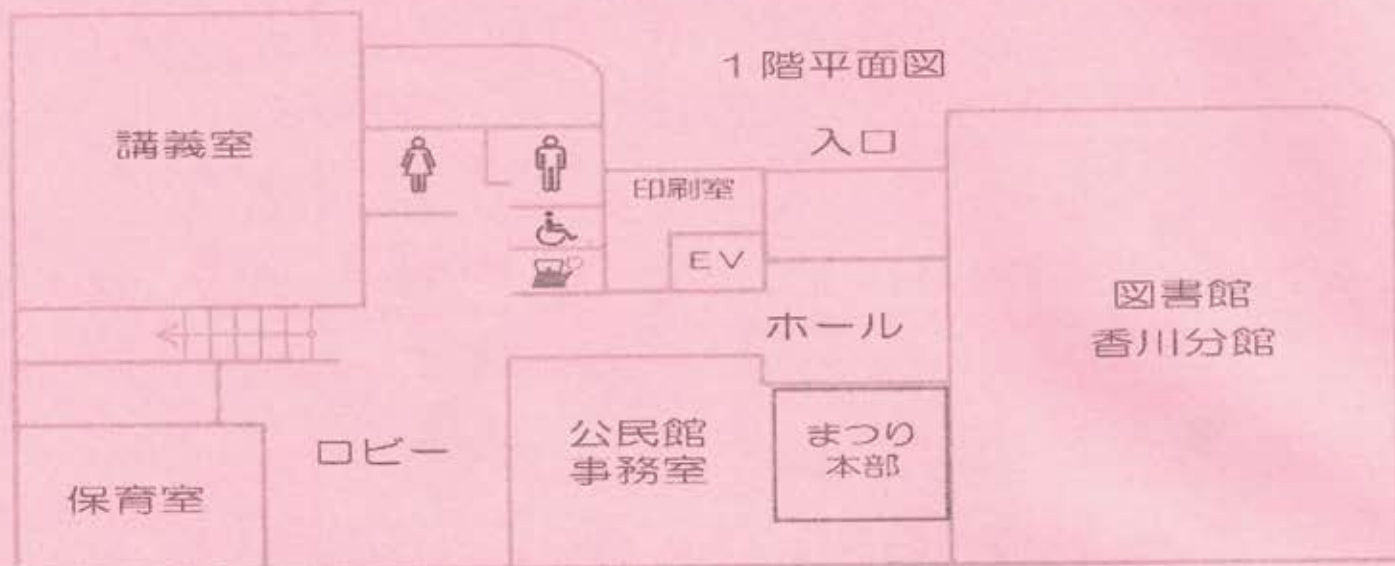 1階平面図
講義室
入口
印刷室
EV
図書館
香川分館
ホール
ロビー
公民館
事務室
まつり
本部
保育室